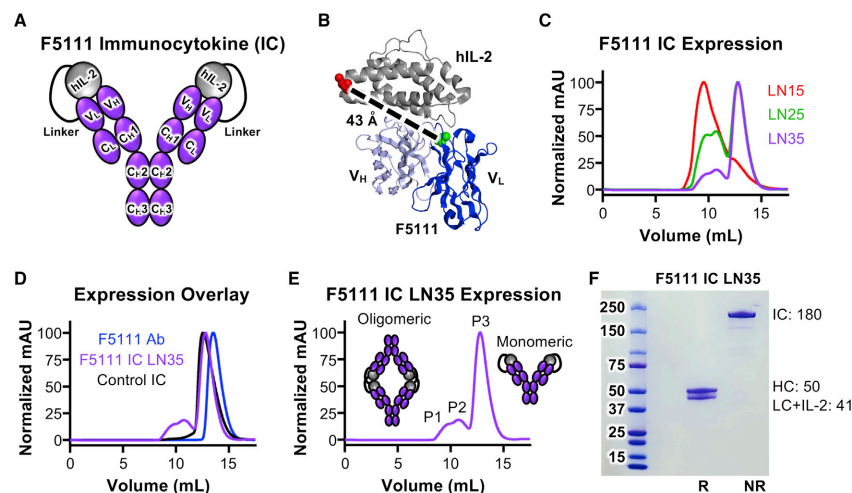 A
F5111 Immunocytokine (IC)
hIL-2
hIL-2
VL
VH
VH
VL
Linker
Linker
CL
CH1
CH1
CL
CH2
CH2
CH3
CH3
B
hIL-2
43 Å
VH
VL
F5111
C
F5111 IC Expression
Normalized mAU
100
75
50
25
0
LN15
LN25
LN35
0
5
10
15
Volume (mL)
D
Expression Overlay
Normalized mAU
100
75
50
25
0
F5111 Ab
F5111 IC LN35
Control IC
0
5
10
15
Volume (mL)
E
F5111 IC LN35 Expression
Normalized mAU
100
75
50
25
0
Oligomeric
P3
Monomeric
P1
P2
0
5
10
15
Volume (mL)
F
F5111 IC LN35
250
150
75
50
37
25
20
15
IC: 180
HC: 50
LC+IL-2: 41
R
NR